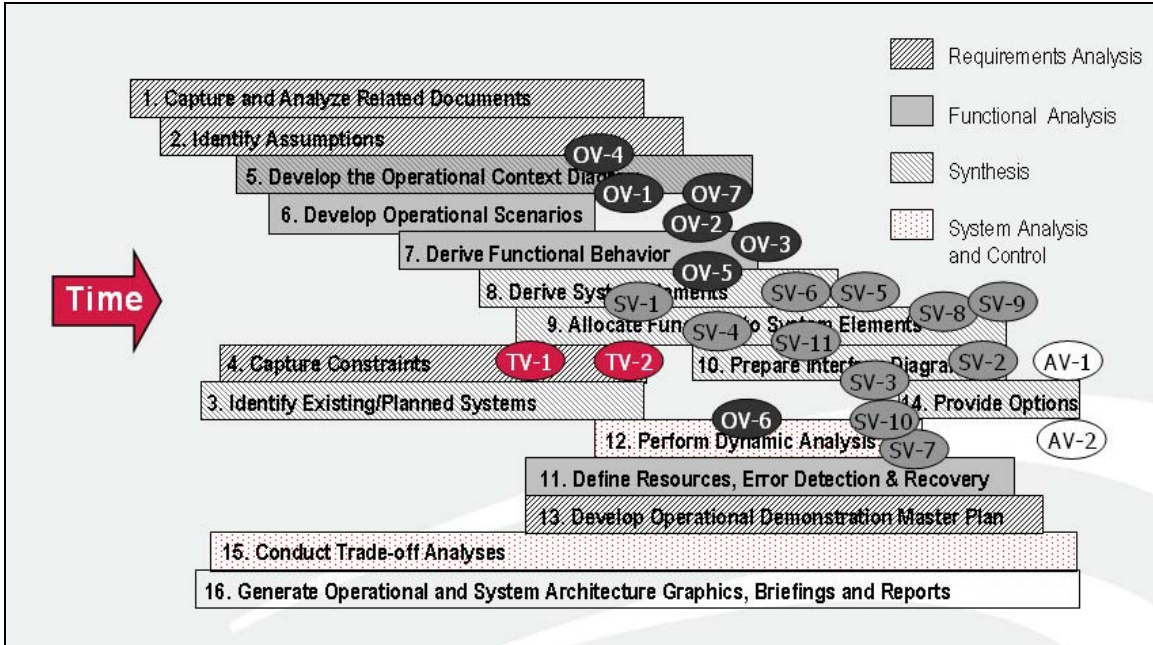 Requirements Analysis
1. Capture and Analyze Related Documents
Functional Analysis
2. Identify Assumptions
OV-4
Synthesis
5. Develop the Operational Context
OV-1
OV-7
6. Develop Operational Scenarios
OV-2
System Analysis
and Control
OV-3
7. Derive Functional Behavior
OV-5
Time
8. Derive
SV-1
SV-6
SV-5
SV-8
SV-9
9. Allocate to System Elements
SV-4
SV-11
4. Capture Constraints
TV-1
TV-2
10. Prepare
SV-2
AV-1
SV-3
3. Identify Existing/Planned Systems
14. Provide Options
OV-6
SV-10
12. Perform Dynamic Analysis
SV-7
AV-2
11. Define Resources, Error Detection & Recovery
13. Develop Operational Demonstration Master Plan
15. Conduct Trade-off Analyses
16. Generate Operational and System Architecture Graphics, Briefings and Reports